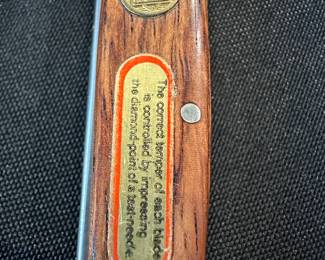 The correct temper of each blade
is controlled by impressing
the diamond-point of a test-needle.